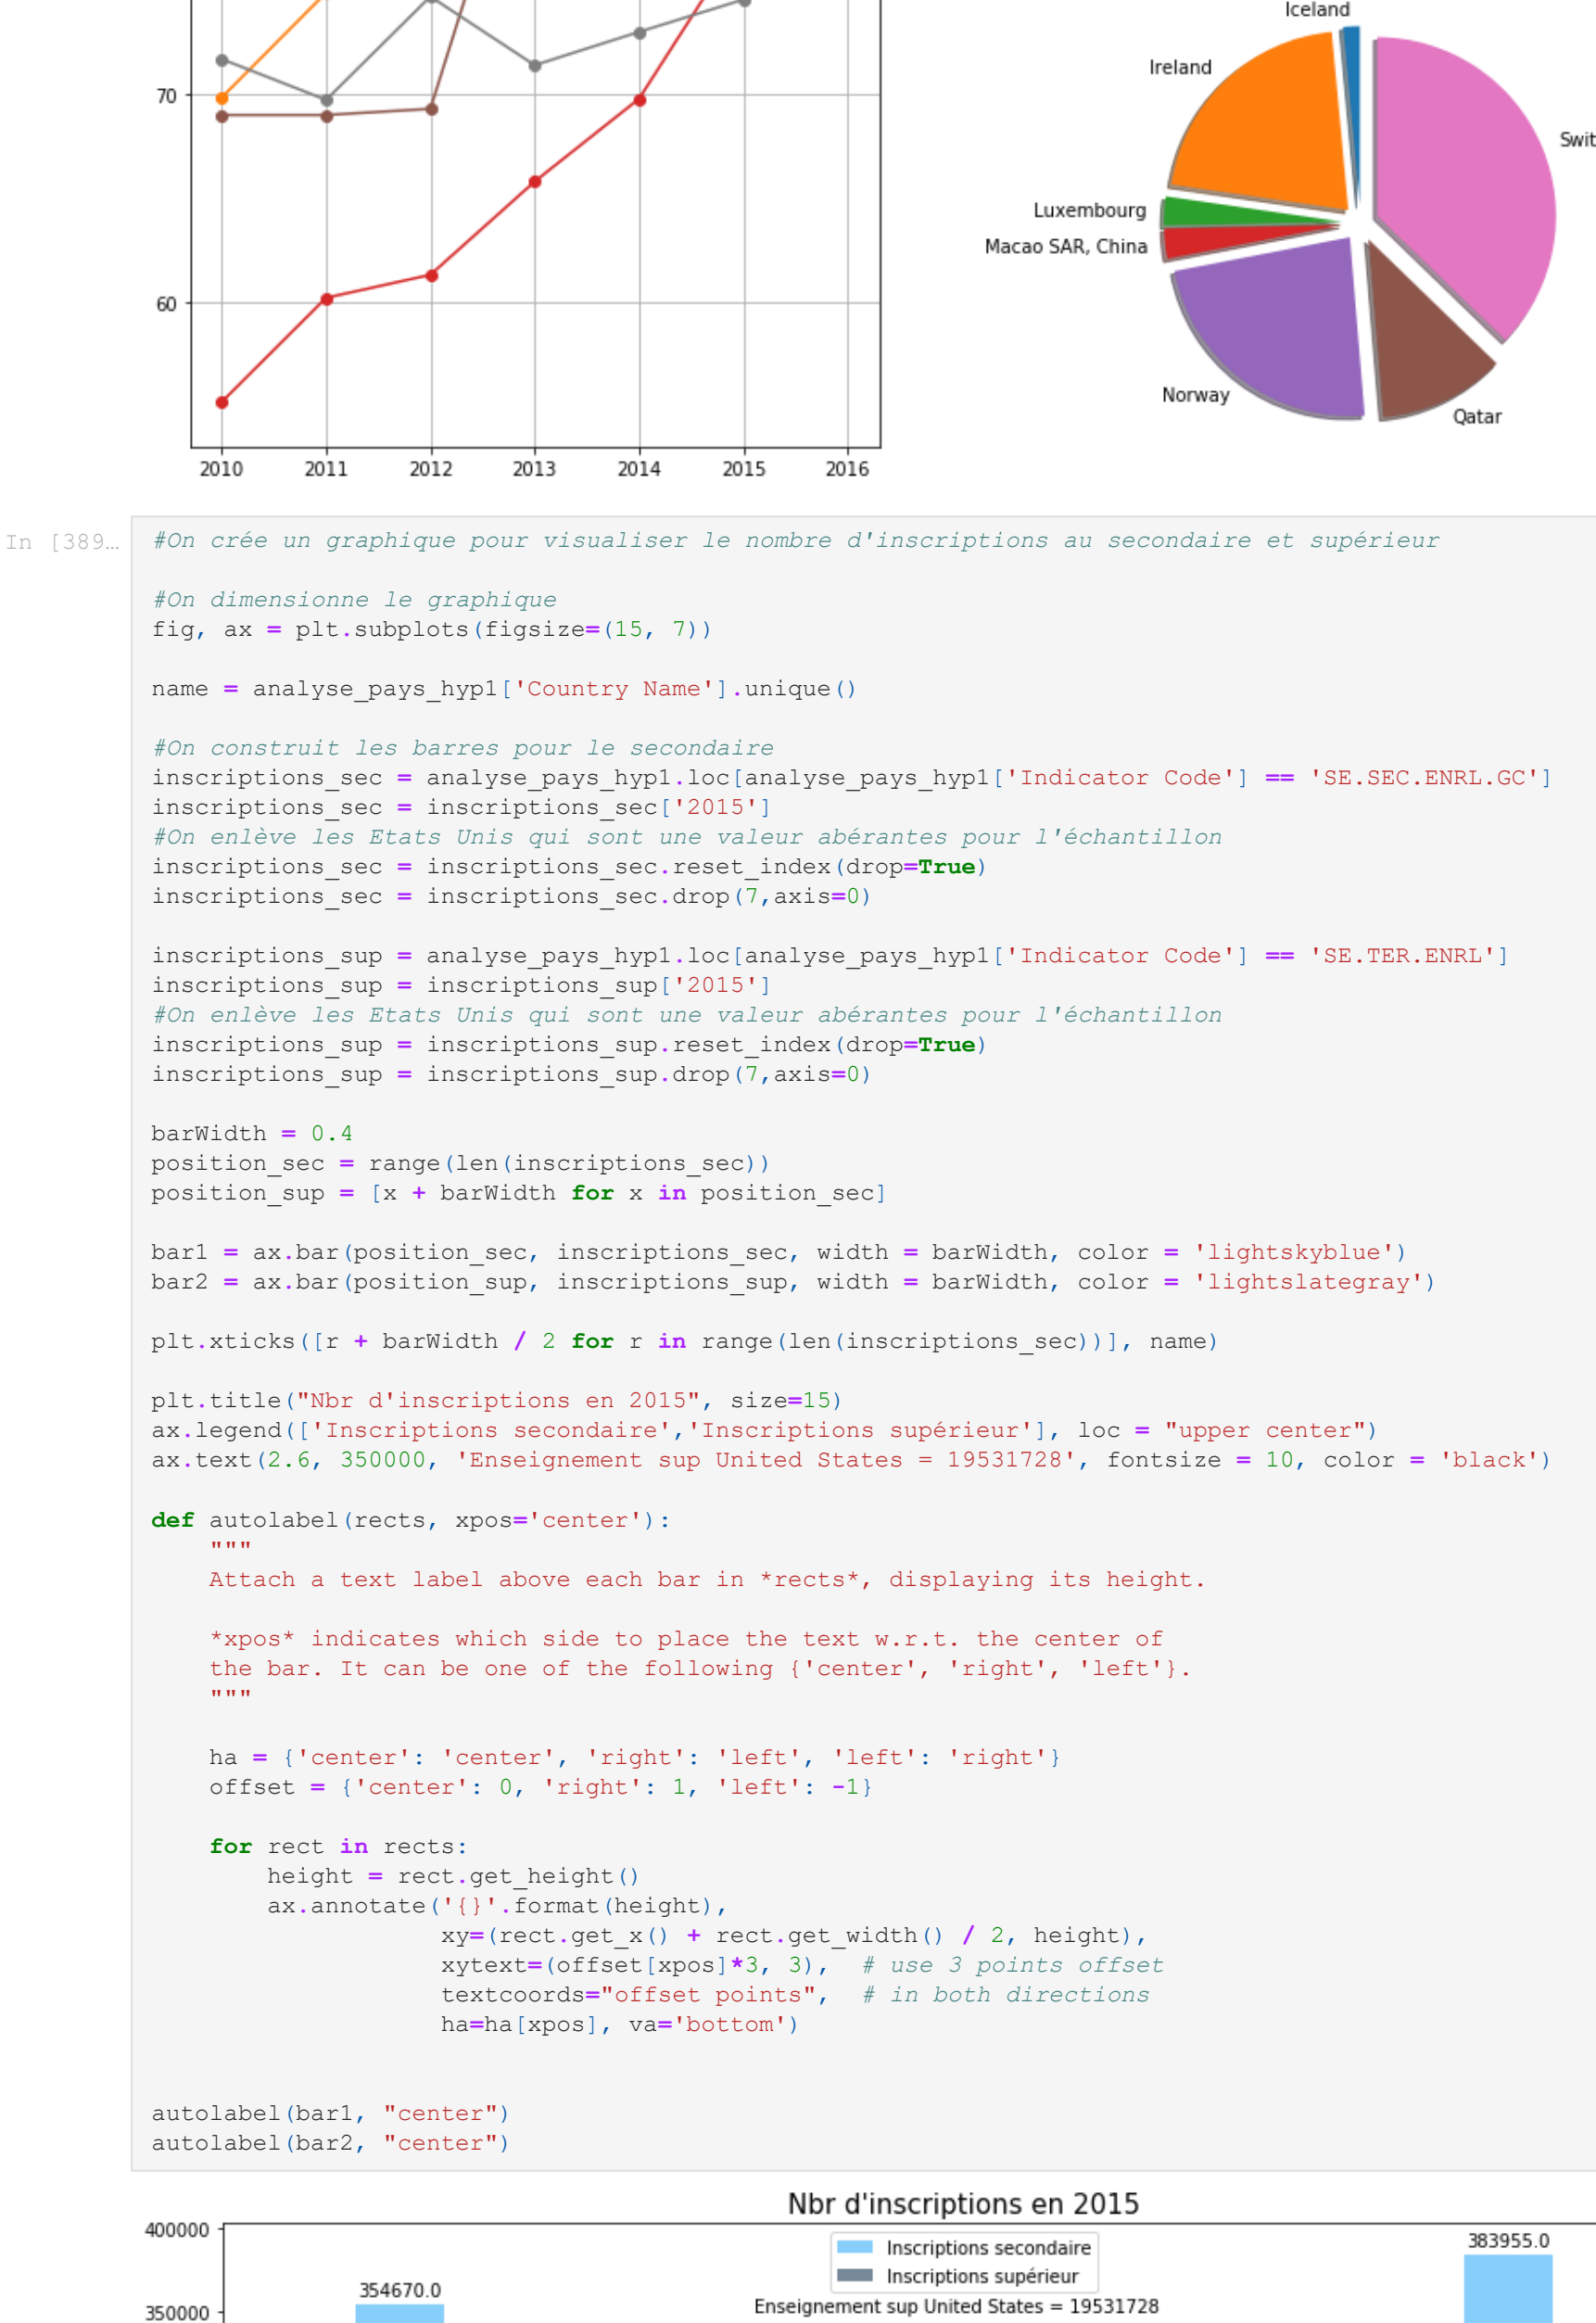 70
60
2010 2011 2012 2013 2014 2015 2016
Iceland
Ireland
Swit
Luxembourg
Macao SAR, China
Norway
Qatar
In [389…
#On crée un graphique pour visualiser le nombre d'inscriptions au secondaire et supérieur
#On dimensionne le graphique
fig, ax = plt.subplots(figsize=(15, 7))
name = analyse_pays_hyp1['Country Name'].unique()
#On construit les barres pour le secondaire
inscriptions_sec = analyse_pays_hyp1.loc[analyse_pays_hyp1['Indicator Code'] == 'SE.SEC.ENRL.GC']
inscriptions_sec = inscriptions_sec['2015']
#On enlève les Etats Unis qui sont une valeur abérantes pour l'échantillon
inscriptions_sec = inscriptions_sec.reset_index(drop=True)
inscriptions_sec = inscriptions_sec.drop(7,axis=0)
inscriptions_sup = analyse_pays_hyp1.loc[analyse_pays_hyp1['Indicator Code'] == 'SE.TER.ENRL']
inscriptions_sup = inscriptions_sup['2015']
#On enlève les Etats Unis qui sont une valeur abérantes pour l'échantillon
inscriptions_sup = inscriptions_sup.reset_index(drop=True)
inscriptions_sup = inscriptions_sup.drop(7,axis=0)
barWidth = 0.4
position_sec = range(len(inscriptions_sec))
position_sup = [x + barWidth for x in position_sec]
bar1 = ax.bar(position_sec, inscriptions_sec, width = barWidth, color = 'lightskyblue')
bar2 = ax.bar(position_sup, inscriptions_sup, width = barWidth, color = 'lightslategray')
plt.xticks([r + barWidth / 2 for r in range(len(inscriptions_sec))], name)
plt.title("Nbr d'inscriptions en 2015", size=15)
ax.legend(['Inscriptions secondaire','Inscriptions supérieur'], loc = "upper center")
ax.text(2.6, 350000, 'Enseignement sup United States = 19531728', fontsize = 10, color = 'black')
def autolabel(rects, xpos='center'):
"""
Attach a text label above each bar in *rects*, displaying its height.
*xpos* indicates which side to place the text w.r.t. the center of
the bar. It can be one of the following {'center', 'right', 'left'}.
"""
ha = {'center': 'center', 'right': 'left', 'left': 'right'}
offset = {'center': 0, 'right': 1, 'left': -1}
for rect in rects:
height = rect.get_height()
ax.annotate('{}'.format(height),
xy=(rect.get_x() + rect.get_width() / 2, height),
xytext=(offset[xpos]*3, 3),  # use 3 points offset
textcoords="offset points",  # in both directions
ha=ha[xpos], va='bottom')
autolabel(bar1, "center")
autolabel(bar2, "center")
Nbr d'inscriptions en 2015
400000
Inscriptions secondaire
383955.0
Inscriptions supérieur
354670.0
Enseignement sup United States = 19531728
350000